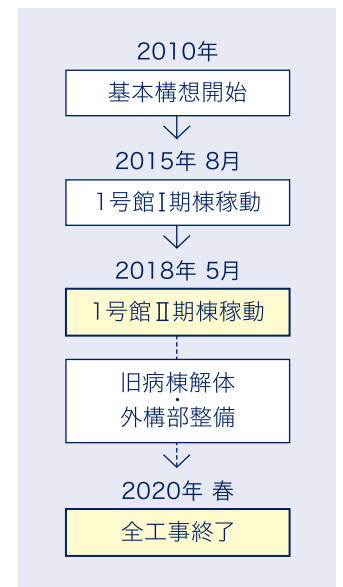 2010年
基本構想開始
2015年 8月
1号館Ⅰ期棟稼動
2018年 5月
1号館Ⅱ期棟稼動
旧病棟解体
・
外構部整備
2020年 春
全工事終了